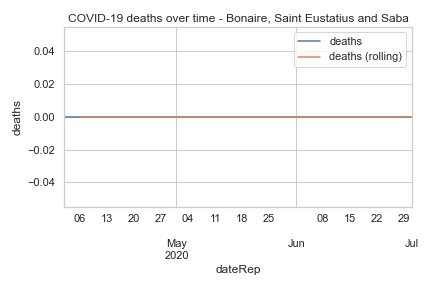 COVID-19 deaths over time - Bonaire, Saint Eustatius and Saba
deaths
deaths (rolling)
0.04
0.02
0.00
−0.02
−0.04
deaths
06 13 20 27 04 11 18 25 08 15 22 29
May Jun Jul
2020
dateRep